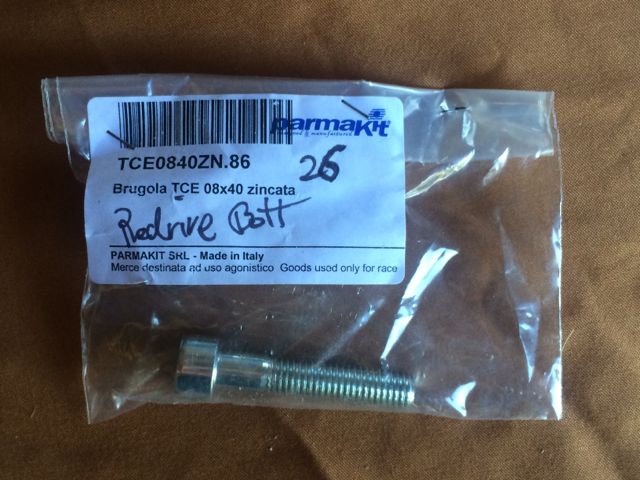 parmakit
TCE0840ZN.86
26
Brugola TCE 08x40 zincata
Redrive Bolt
PARMAKIT SRL - Made in Italy
Merce destinata ad uso agonistico Goods used only for race